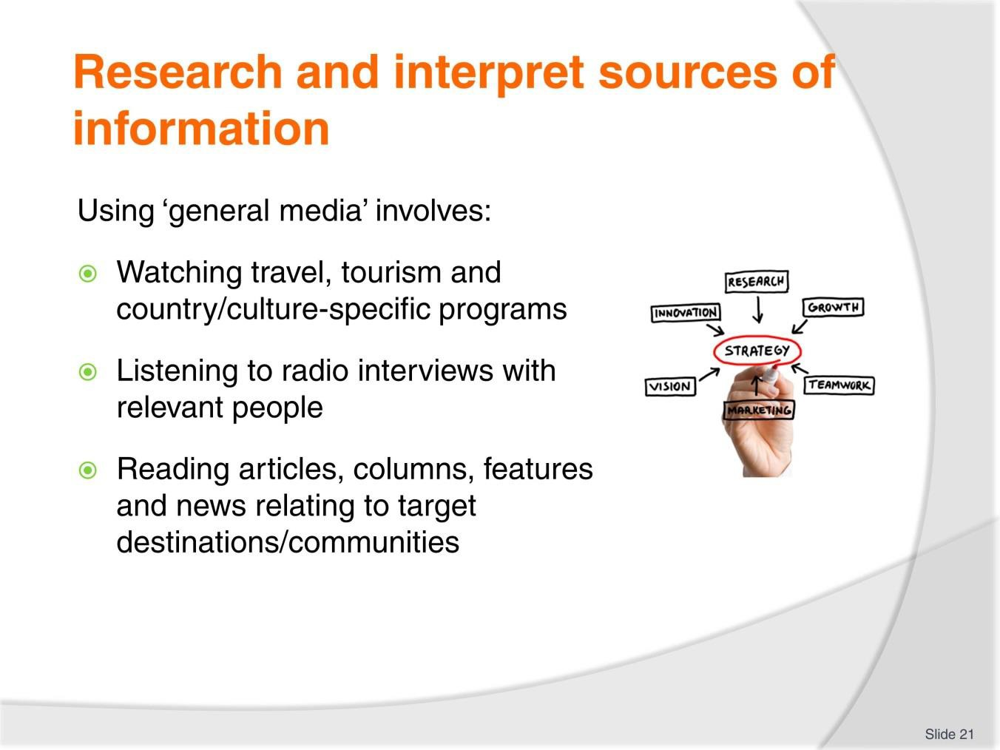 Research and interpret sources of
information
Using ‘general media’ involves:
Watching travel, tourism and
country/culture-specific programs
Listening to radio interviews with
relevant people
Reading articles, columns, features
and news relating to target
destinations/communities
RESEARCH
INNOVATION
GROWTH
STRATEGY
VISION
TEAMWORK
MARKETING
Slide 21